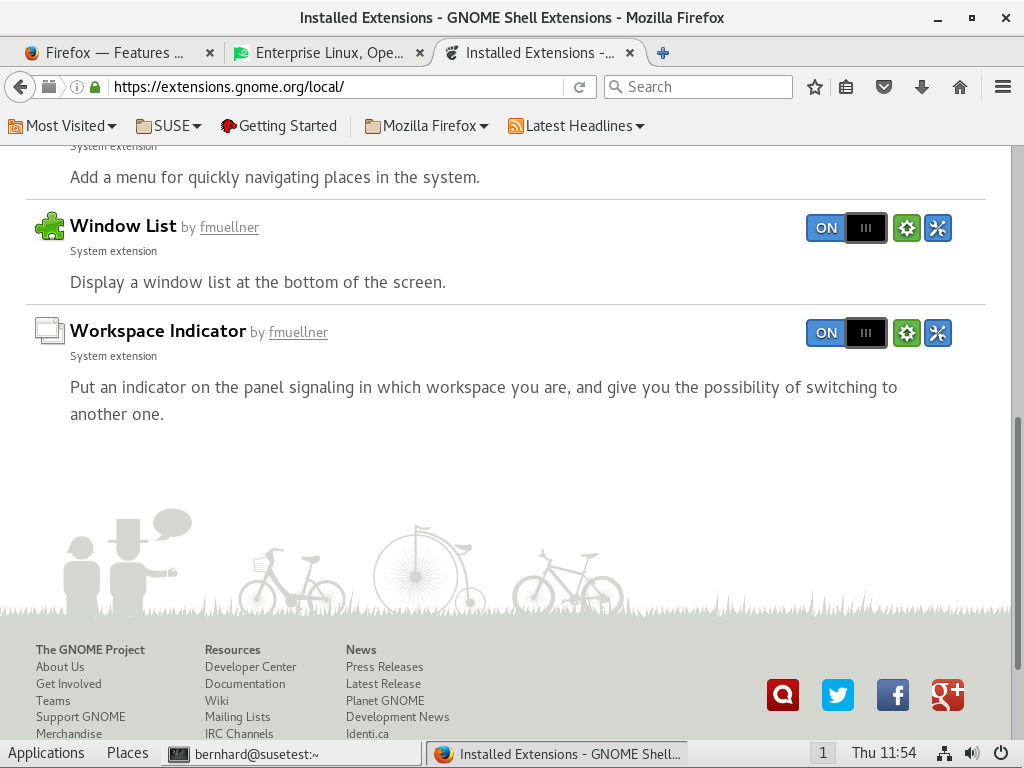 Installed Extensions - GNOME Shell Extensions - Mozilla Firefox
Firefox — Features ...
Enterprise Linux, Ope...
Installed Extensions -...
https://extensions.gnome.org/local/
Search
Most Visited
SUSE
Getting Started
Mozilla Firefox
Latest Headlines
System extension
Add a menu for quickly navigating places in the system.
Window List by fmuellner
ON
System extension
Display a window list at the bottom of the screen.
Workspace Indicator by fmuellner
ON
System extension
Put an indicator on the panel signaling in which workspace you are, and give you the possibility of switching to
another one.
The GNOME Project
About Us
Get Involved
Teams
Support GNOME
Merchandise
Resources
Developer Center
Documentation
Wiki
Mailing Lists
IRC Channels
News
Press Releases
Latest Release
Planet GNOME
Development News
Identi.ca
g+
Applications
Places
bernhard@susetest:~
Installed Extensions - GNOME Shell...
1
Thu 11:54